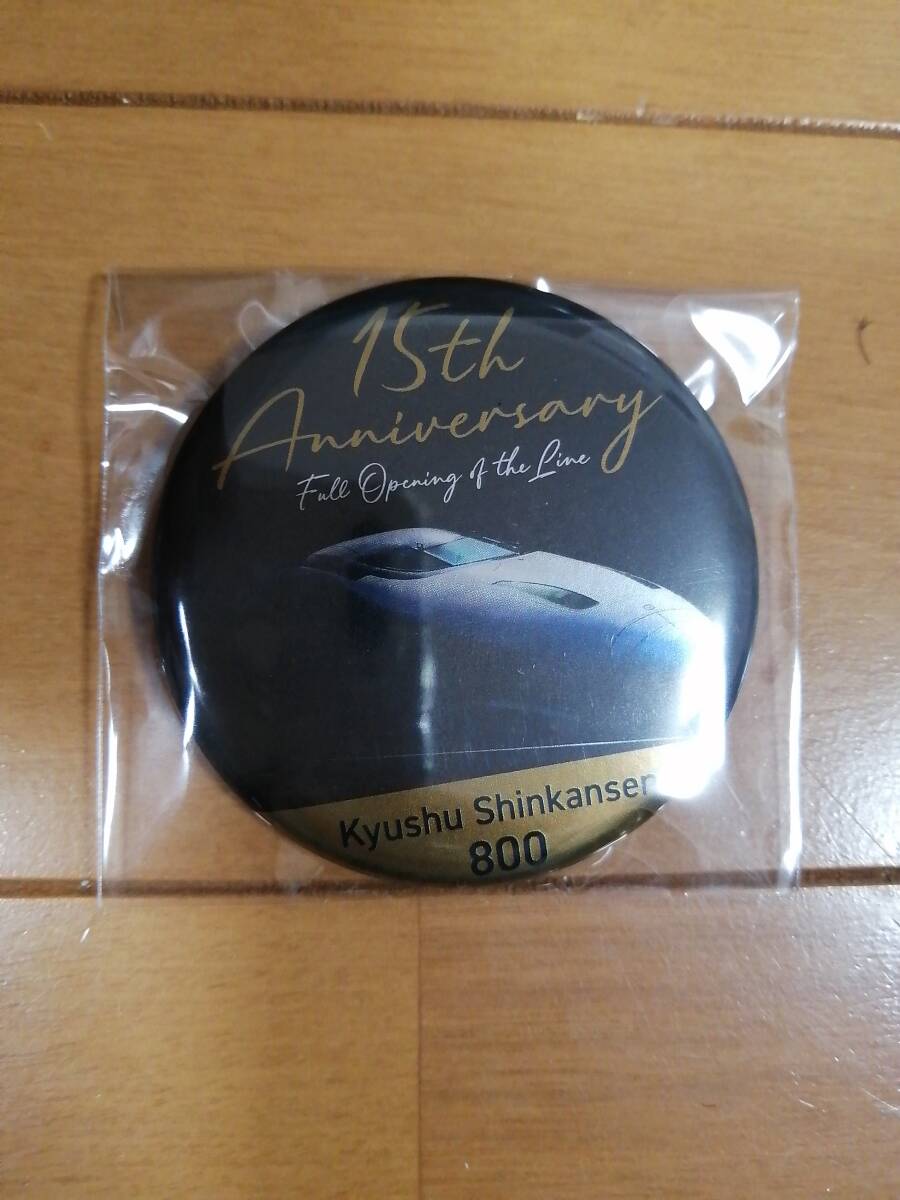 15th
Anniversary
Full Opening of the Line
Kyushu Shinkansen
800